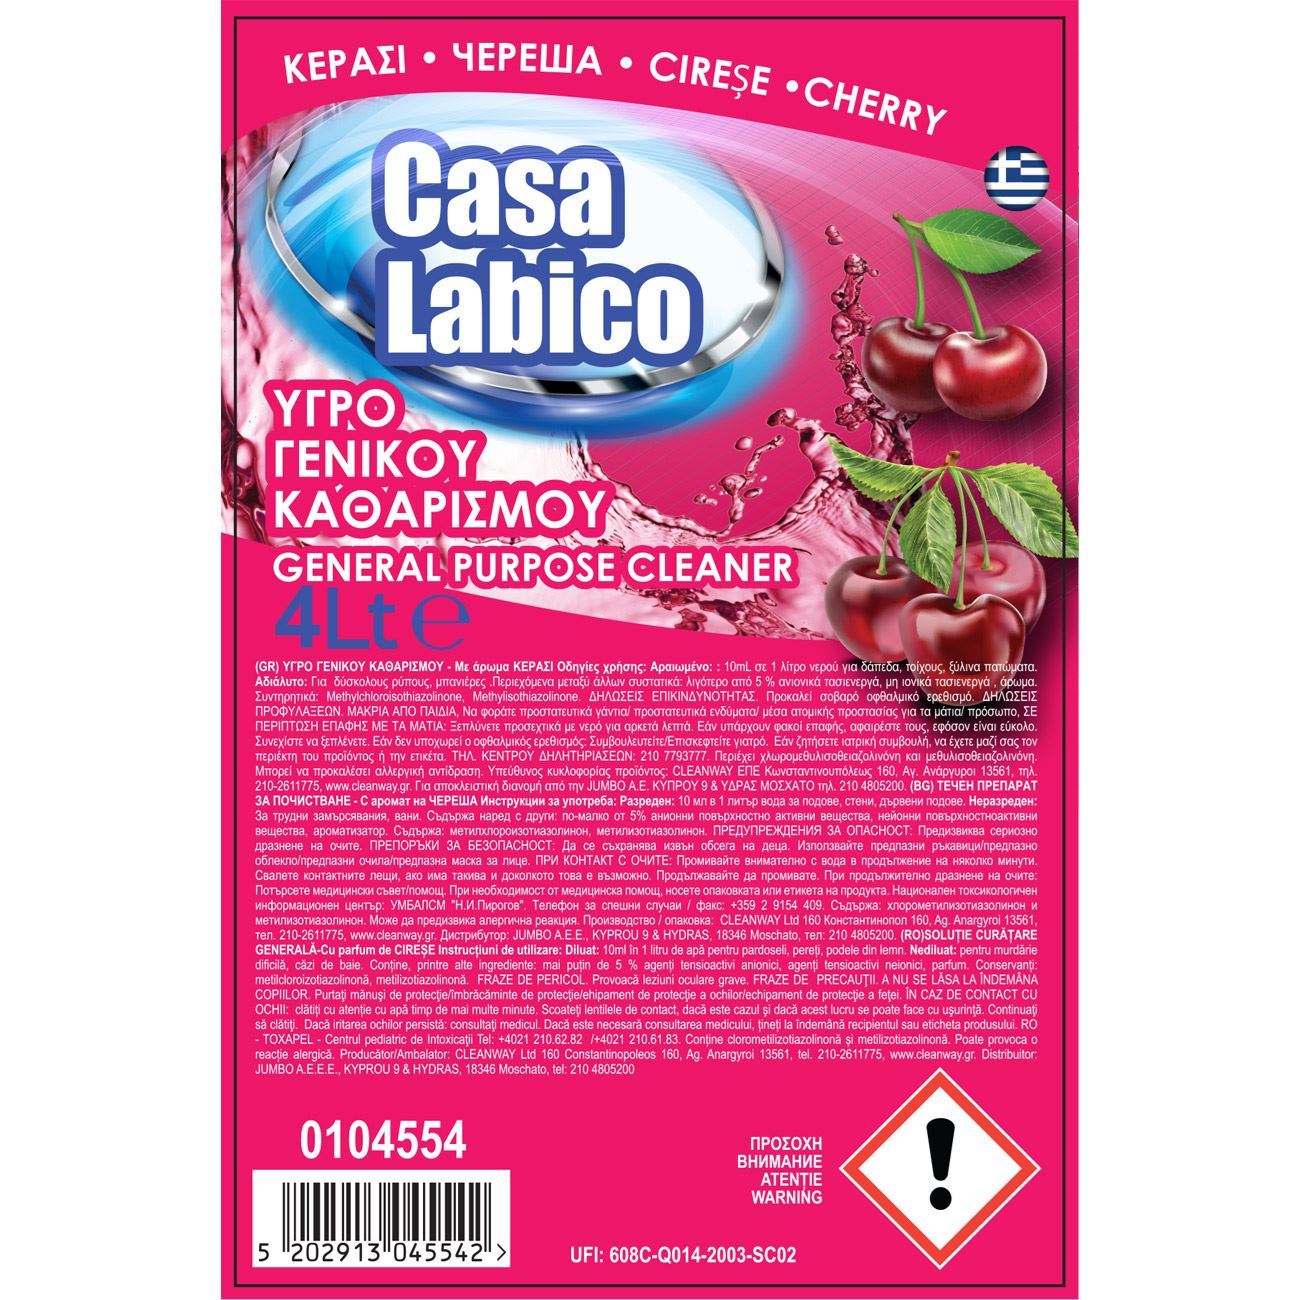 ΚΕΡΑΣΙ • ЧЕРЕША • CIREȘE • CHERRY
Casa
Labico
ΥΓΡΟ
ΓΕΝΙΚΟΥ
ΚΑΘΑΡΙΣΜΟΥ
GENERAL PURPOSE CLEANER
4Lt ℮
(GR) ΥΓΡΟ ΓΕΝΙΚΟΥ ΚΑΘΑΡΙΣΜΟΥ - Με άρωμα ΚΕΡΑΣΙ Οδηγίες χρήσης: Αραιωμένο: : 10mL σε 1 λίτρο νερού για δάπεδα, τοίχους, ξύλινα πατώματα.
Αδιάλυτο: Για δύσκολους ρύπους, μπανιέρες .Περιεχόμενα μεταξύ άλλων συστατικά: λιγότερο από 5 % ανιονικά τασιενεργά, μη ιονικά τασιενεργά , άρωμα.
Συντηρητικά: Methylchloroisothiazolinone, Methylisothiazolinone. ΔΗΛΩΣΕΙΣ ΕΠΙΚΙΝΔΥΝΟΤΗΤΑΣ. Προκαλεί σοβαρό οφθαλμικό ερεθισμό. ΔΗΛΩΣΕΙΣ
ΠΡΟΦΥΛΑΞΕΩΝ. ΜΑΚΡΙΑ ΑΠΟ ΠΑΙΔΙΑ, Να φοράτε προστατευτικά γάντια/ προστατευτικά ενδύματα/ μέσα ατομικής προστασίας για τα μάτια/ πρόσωπο, ΣΕ
ΠΕΡΙΠΤΩΣΗ ΕΠΑΦΗΣ ΜΕ ΤΑ ΜΑΤΙΑ: Ξεπλύνετε προσεχτικά με νερό για αρκετά λεπτά. Εάν υπάρχουν φακοί επαφής, αφαιρέστε τους, εφόσον είναι εύκολο.
Συνεχίστε να ξεπλένετε. Εάν δεν υποχωρεί ο οφθαλμικός ερεθισμός: Συμβουλευτείτε/Επισκεφτείτε γιατρό. Εάν ζητήσετε ιατρική συμβουλή, να έχετε μαζί σας τον
περιέκτη του προϊόντος ή την ετικέτα. ΤΗΛ. ΚΕΝΤΡΟΥ ΔΗΛΗΤΗΡΙΑΣΕΩΝ: 210 7793777. Περιέχει χλωρομεθυλισοθειαζολινόνη και μεθυλισοθειαζολινόνη.
Μπορεί να προκαλέσει αλλεργική αντίδραση. Υπεύθυνος κυκλοφορίας προϊόντος: CLEANWAY ΕΠΕ Κωνσταντινουπόλεως 160, Αγ. Ανάργυροι 13561, τηλ.
210-2611775, www.cleanway.gr. Για αποκλειστική διανομή από την JUMBO A.E. ΚΥΠΡΟΥ 9 & ΥΔΡΑΣ ΜΟΣΧΑΤΟ τηλ. 210 4805200. (BG) ТЕЧЕН ПРЕПАРАТ
ЗА ПОЧИСТВАНЕ - С аромат на ЧЕРЕША Инструкции за употреба: Разреден: 10 мл в 1 литър вода за подове, стени, дървени подове. Неразреден:
За трудни замърсявания, вани. Съдържа наред с други: по-малко от 5% анионни повърхностно активни вещества, нейонни повърхностноактивни
вещества, ароматизатор. Съдържа: метилхлороизотиазолинон, метилизотиазолинон. ПРЕДУПРЕЖДЕНИЯ ЗА ОПАСНОСТ: Предизвиква сериозно
дразнене на очите. ПРЕПОРЪКИ ЗА БЕЗОПАСНОСТ: Да се съхранява извън обсега на деца. Използвайте предпазни ръкавици/предпазно
облекло/предпазни очила/предпазна маска за лице. ПРИ КОНТАКТ С ОЧИТЕ: Промивайте внимателно с вода в продължение на няколко минути.
Свалете контактните лещи, ако има такива и доколкото това е възможно. Продължавайте да промивате. При продължително дразнене на очите:
Потърсете медицински съвет/помощ. При необходимост от медицинска помощ, носете опаковката или етикета на продукта. Национален токсикологичен
информационен център: УМБАЛСМ "Н.И.Пирогов". Телефон за спешни случаи / факс: +359 2 9154 409. Съдържа: хлорометилизотиазолинон и
метилизотиазолинон. Може да предизвика алергична реакция. Производство / опаковка: CLEANWAY Ltd 160 Константинопол 160, Ag. Anargyroi 13561,
тел. 210-2611775, www.cleanway.gr. Дистрибутор: JUMBO A.E.E., KYPROU 9 & HYDRAS, 18346 Moschato, тел: 210 4805200. (RO)SOLUȚIE CURĂȚARE
GENERALĂ-Cu parfum de CIREȘE Instrucțiuni de utilizare: Diluat: 10ml în 1 litru de apă pentru pardoseli, pereți, podele din lemn. Nediluat: pentru murdărie
dificilă, căzi de baie. Conține, printre alte ingrediente: mai puțin de 5 % agenți tensioactivi anionici, agenți tensioactivi neionici, parfum. Conservanți:
metilcloroizotiazolinonă, metilizotiazolinonă. FRAZE DE PERICOL. Provoacă leziuni oculare grave. FRAZE DE PRECAUȚII. A NU SE LĂSA LA ÎNDEMÂNA
COPIILOR. Purtați mănuși de protecție/îmbrăcăminte de protecție/ehipament de protecție a ochilor/echipament de protecție a feței. ÎN CAZ DE CONTACT CU
OCHII: clătiți cu atenție cu apă timp de mai multe minute. Scoateți lentilele de contact, dacă este cazul și dacă acest lucru se poate face cu ușurință. Continuați
să clătiți. Dacă iritarea ochilor persistă: consultați medicul. Dacă este necesară consultarea medicului, țineți la îndemână recipientul sau eticheta produsului. RO
- TOXAPEL - Centrul pediatric de Intoxicații Tel: +4021 210.62.82 /+4021 210.61.83. Conține clorometilizotiazolinonă și metilizotiazolinonă. Poate provoca o
reacție alergică. Producător/Ambalator: CLEANWAY Ltd 160 Constantinopoleos 160, Ag. Anargyroi 13561, tel. 210-2611775, www.cleanway.gr. Distribuitor:
JUMBO A.E.E.E., KYPROU 9 & HYDRAS, 18346 Moschato, tel: 210 4805200
0104554
5 202913 045542 >
ΠΡΟΣΟΧΗ
ВНИМАНИЕ
ATENȚIE
WARNING
UFI: 608C-Q014-2003-SC02